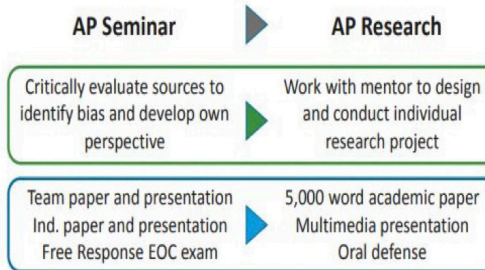 AP Seminar AP Research
Critically evaluate sources to
identify bias and develop own
perspective
Work with mentor to design
and conduct individual
research project
Team paper and presentation
Ind. paper and presentation
Free Response EOC exam
5,000 word academic paper
Multimedia presentation
Oral defense